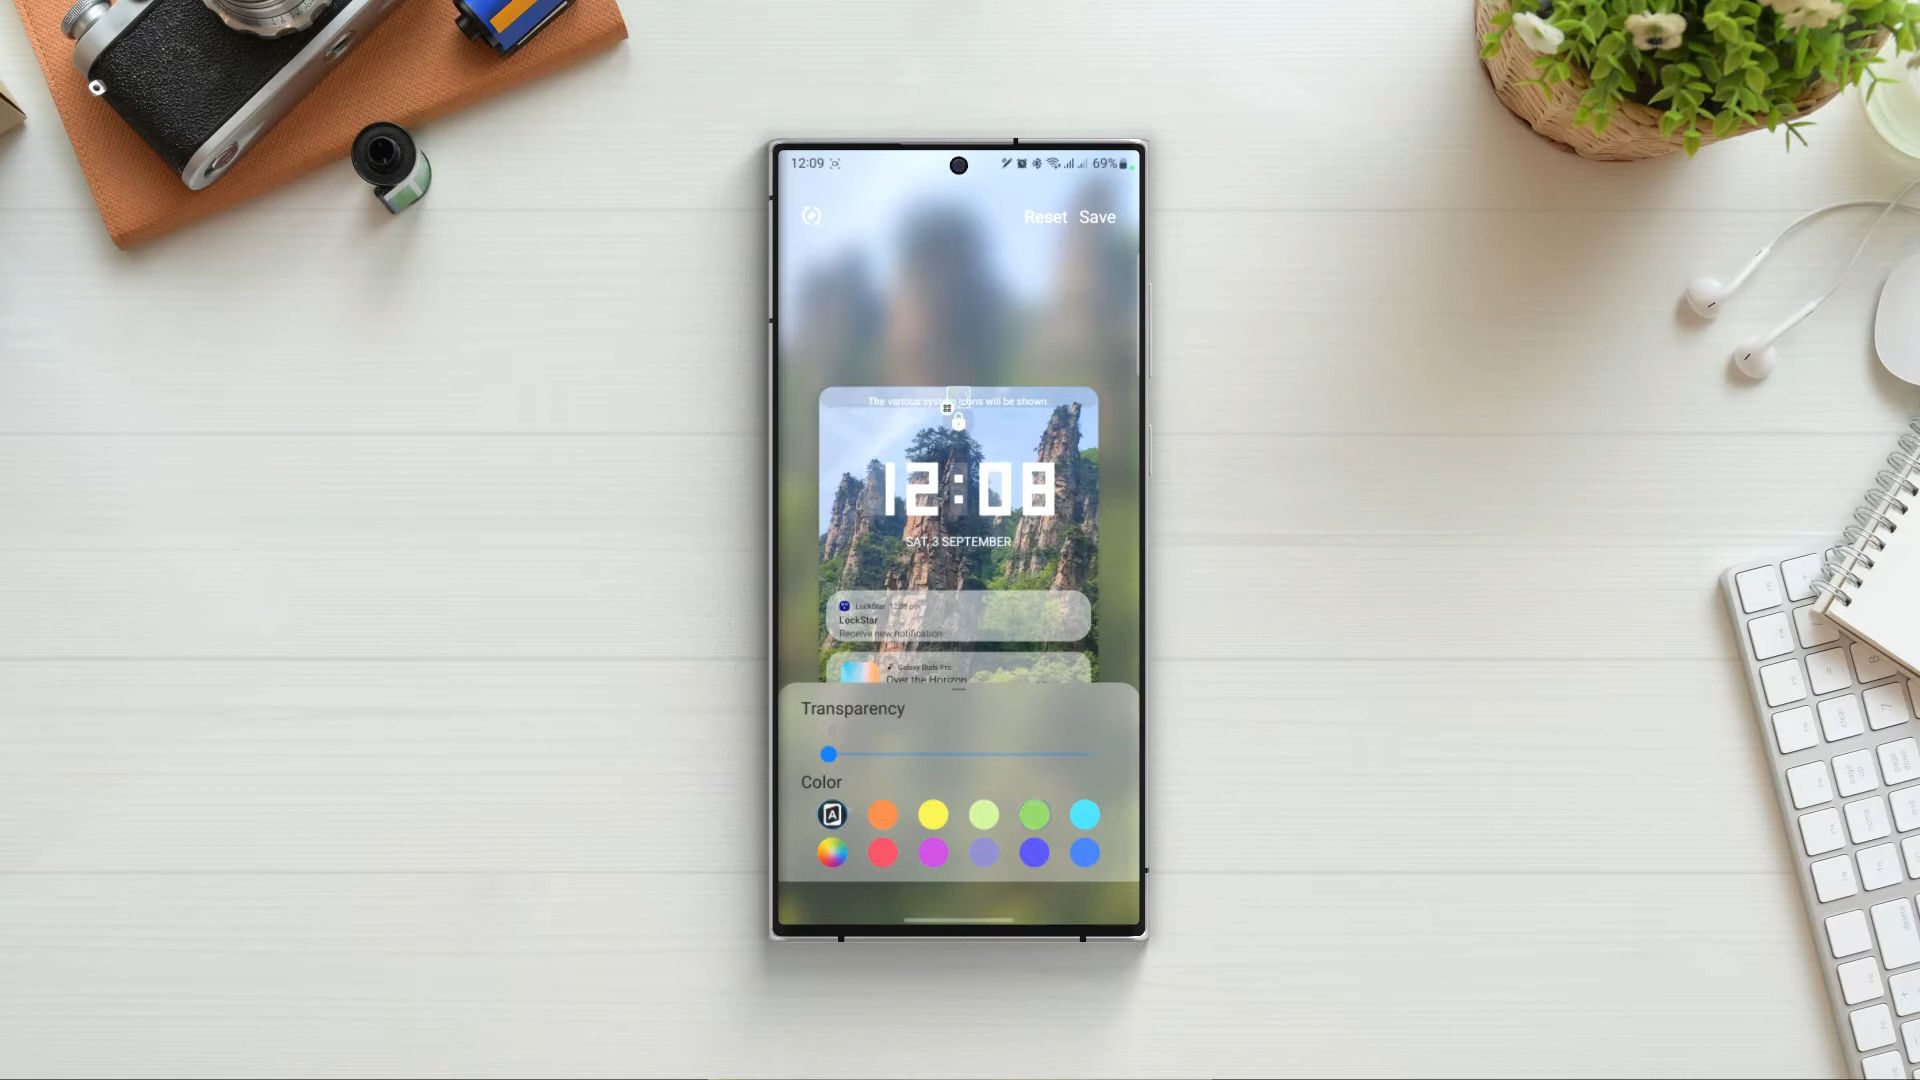 12:09 69%
Reset Save
The various system icons will be shown.
12:08
SAT, 3 SEPTEMBER
LockStar 12:08 pm
LockStar
Receive new notification
Galaxy Buds Pro
Over the Horizon
Transparency
0
Color
A